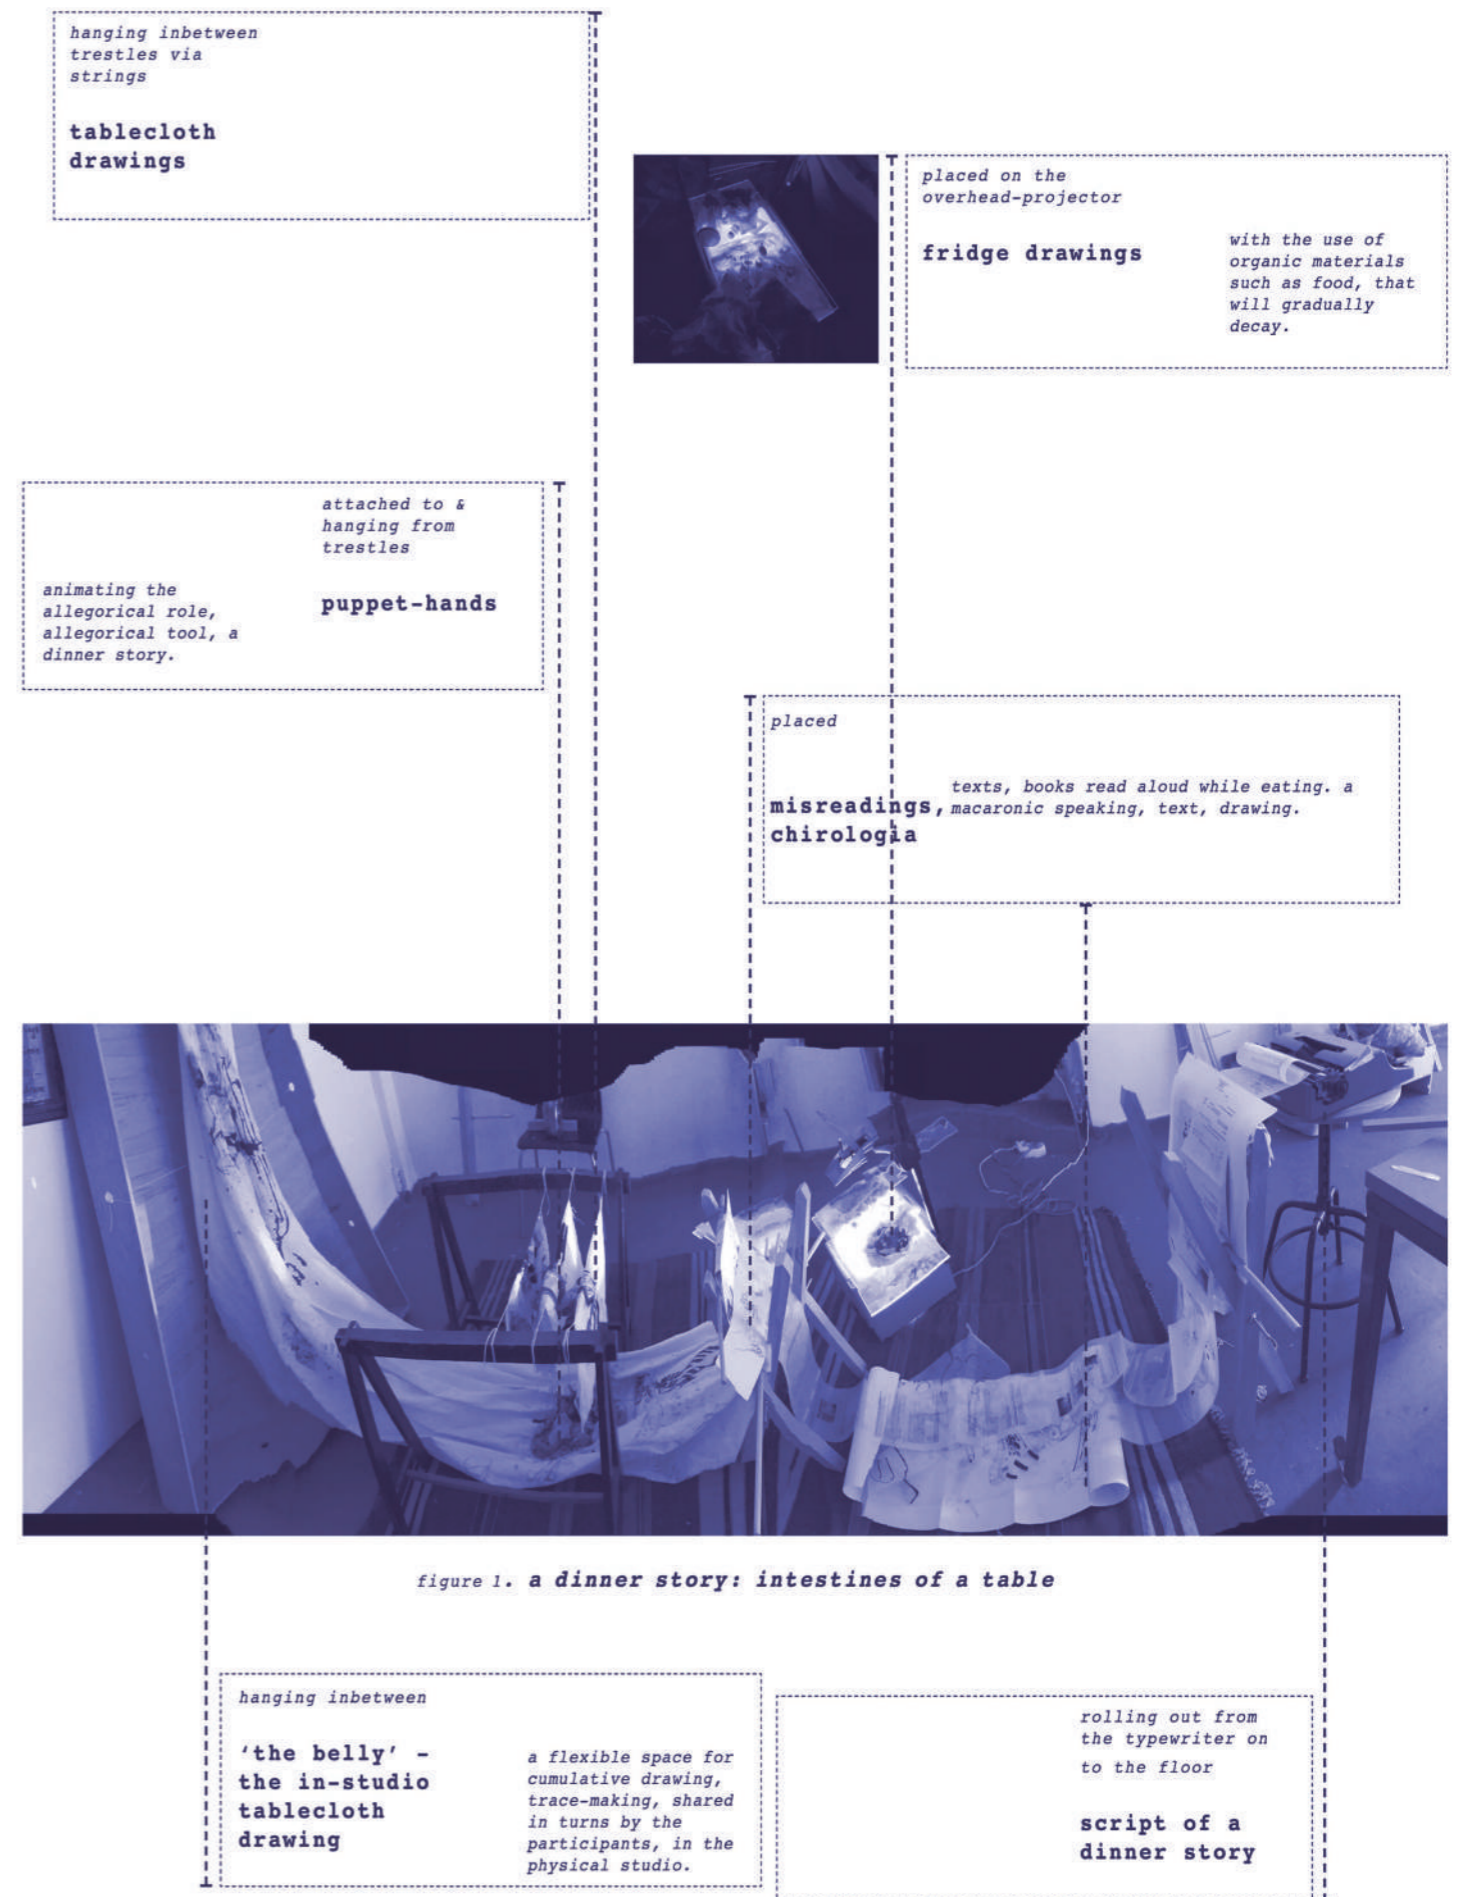 hanging inbetween
trestles via
strings
tablecloth
drawings
placed on the
overhead-projector
fridge drawings
with the use of
organic materials
such as food, that
will gradually
decay.
attached to &
hanging from
trestles
puppet-hands
animating the
allegorical role,
allegorical tool, a
dinner story.
placed
misreadings,
chirologia
texts, books read aloud while eating. a
macaronic speaking, text, drawing.
figure 1. a dinner story: intestines of a table
hanging inbetween
‘the belly’ -
the in-studio
tablecloth
drawing
a flexible space for
cumulative drawing,
trace-making, shared
in turns by the
participants, in the
physical studio.
rolling out from
the typewriter on
to the floor
script of a
dinner story